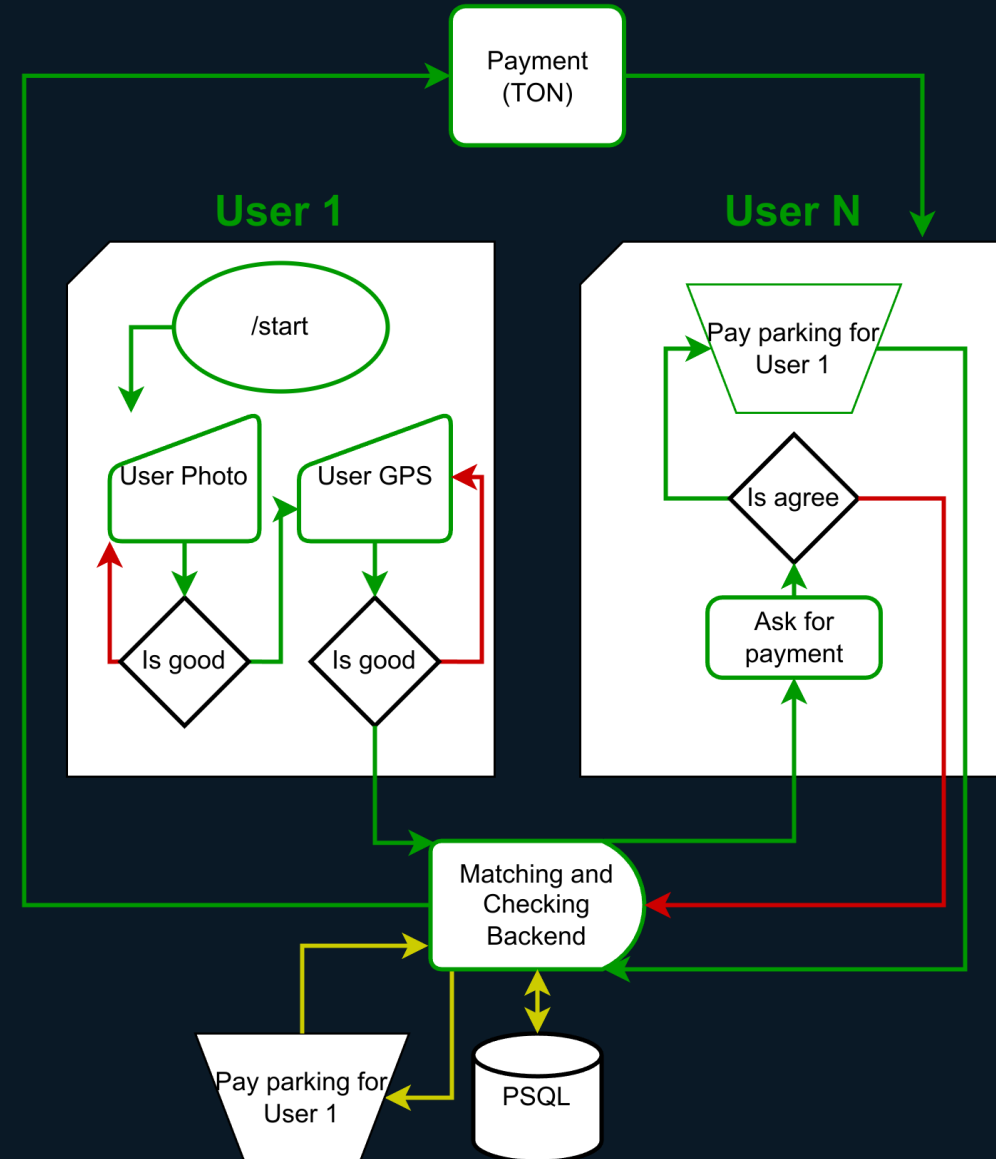 Payment
(TON)
User 1
User N
/start
Pay parking for
User 1
User Photo
User GPS
Is agree
Is good
Is good
Ask for
payment
Matching and
Checking
Backend
Pay parking for
User 1
PSQL